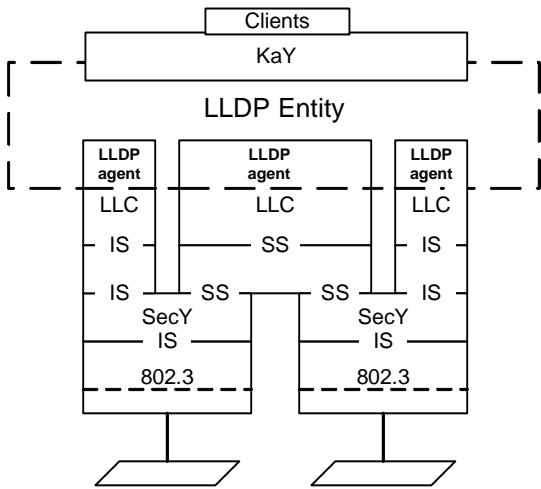 Clients
KaY
LLDP Entity
LLDP agent LLDP agent LLDP agent
LLC LLC LLC
IS SS IS
IS SS SS IS
SecY SecY
IS IS
802.3 802.3